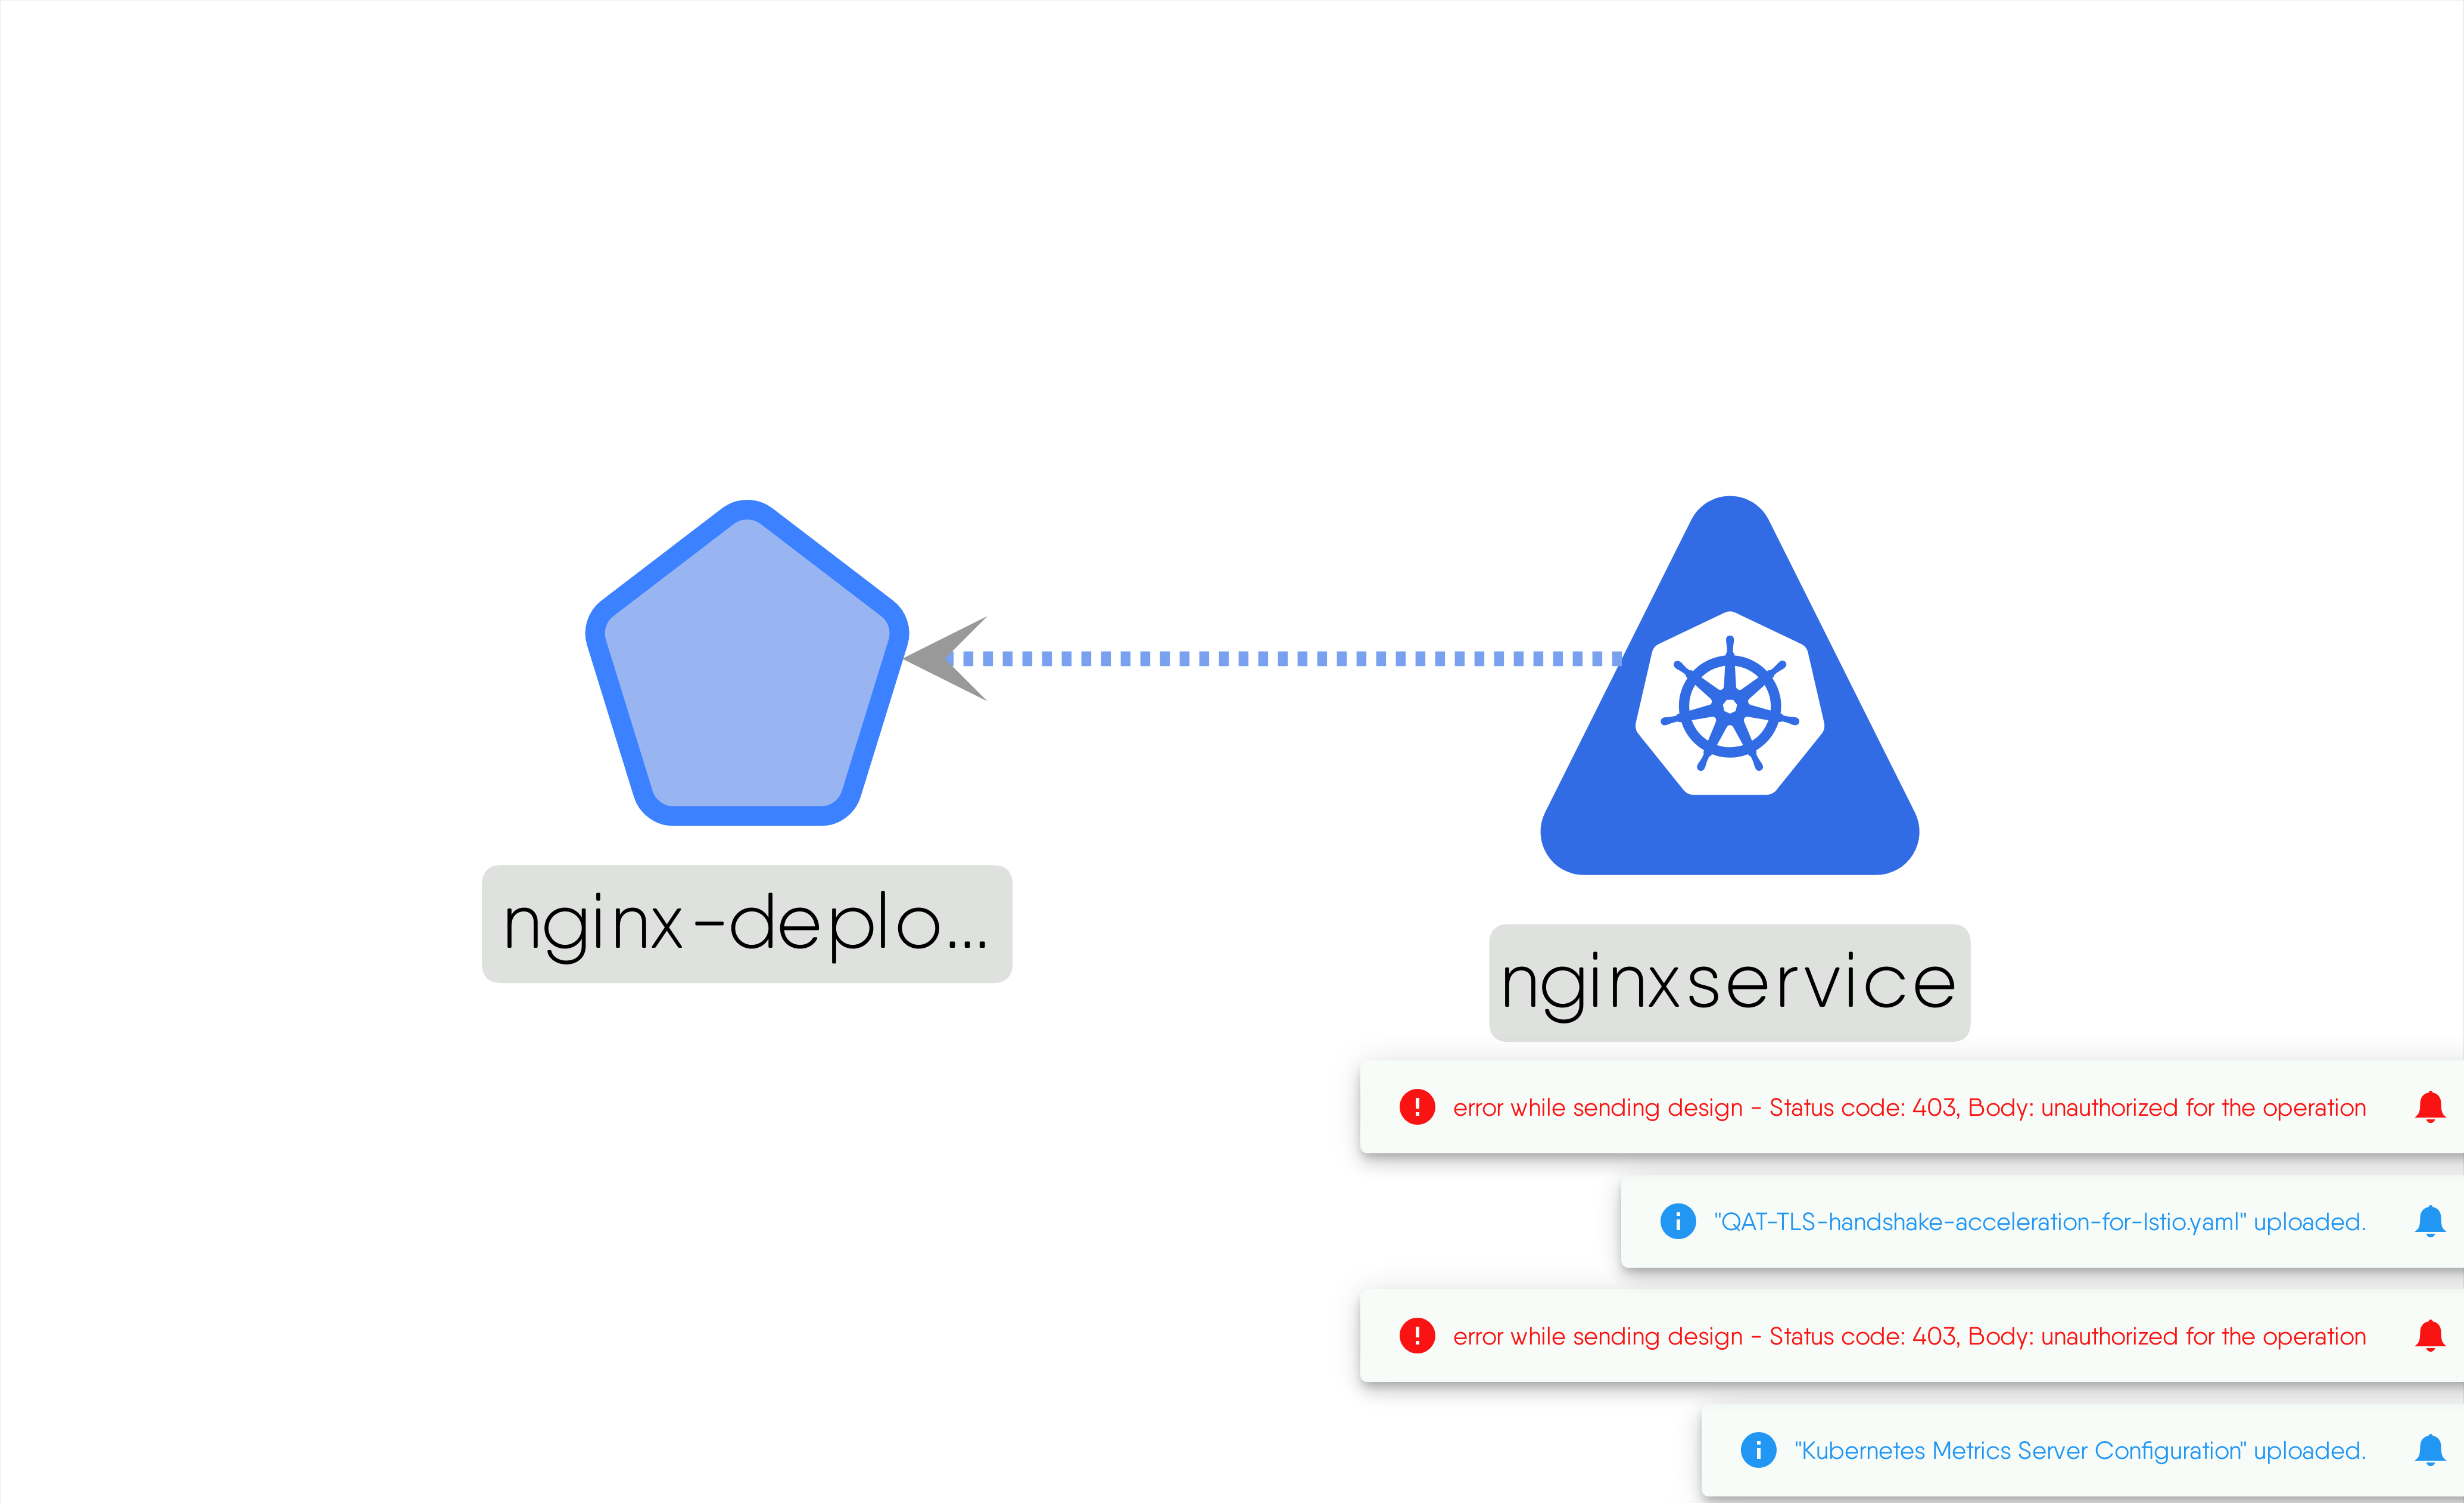 nginx-deplo...
nginxservice
error while sending design - Status code: 403, Body: unauthorized for the operation
"QAT-TLS-handshake-acceleration-for-Istio.yaml" uploaded.
error while sending design - Status code: 403, Body: unauthorized for the operation
"Kubernetes Metrics Server Configuration" uploaded.